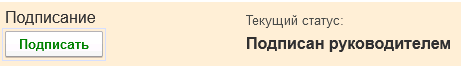 Подписание
Подписать
Текущий статус:
Подписан руководителем